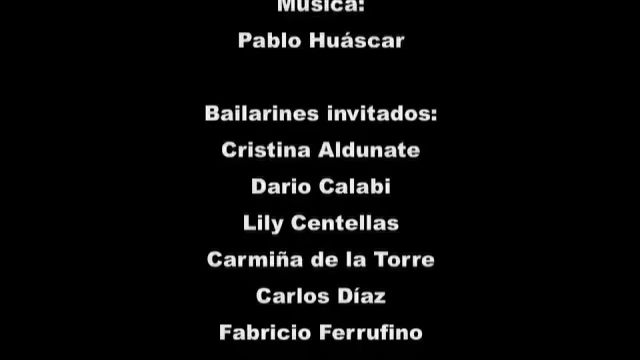 Música:
Pablo Huáscar
Bailarines invitados:
Cristina Aldunate
Dario Calabi
Lily Centellas
Carmiña de la Torre
Carlos Díaz
Fabricio Ferrufino